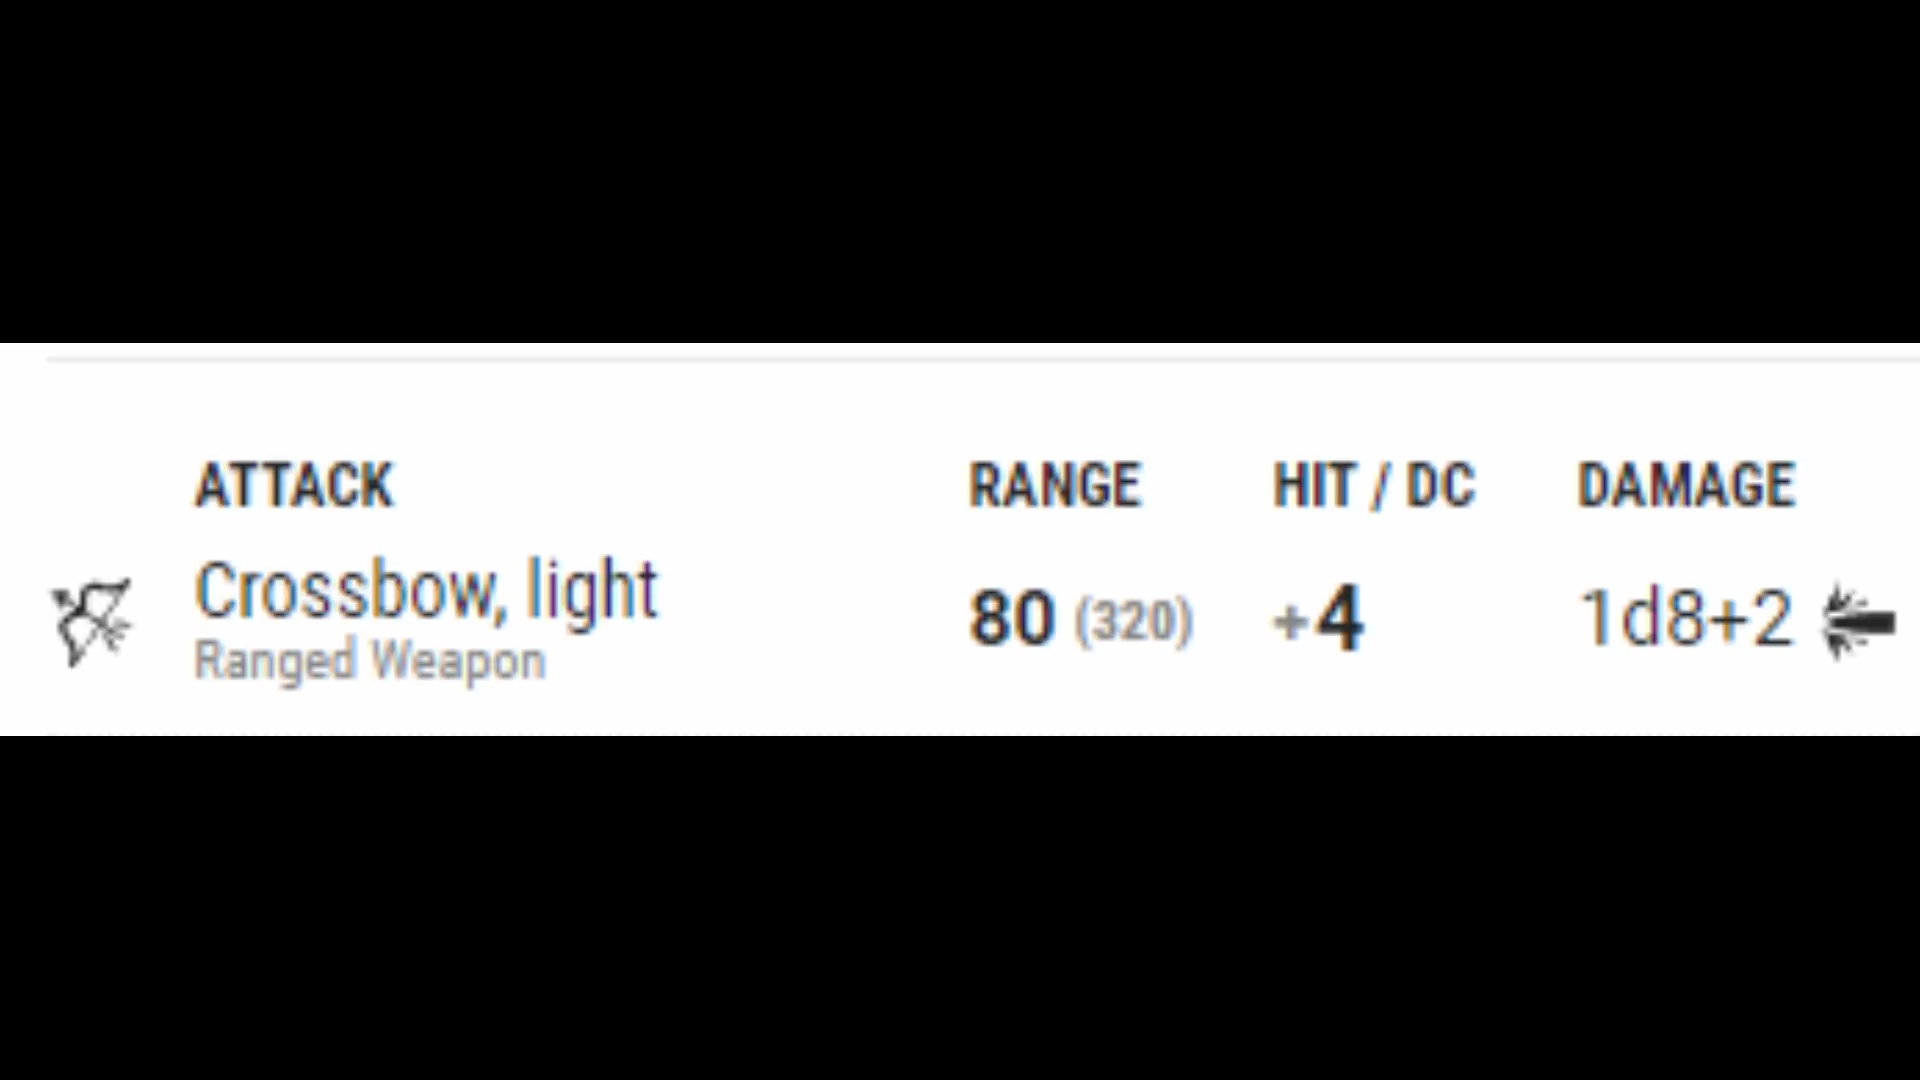 ATTACK RANGE HIT / DC DAMAGE
Crossbow, light 80 (320) +4 1d8+2
Ranged Weapon